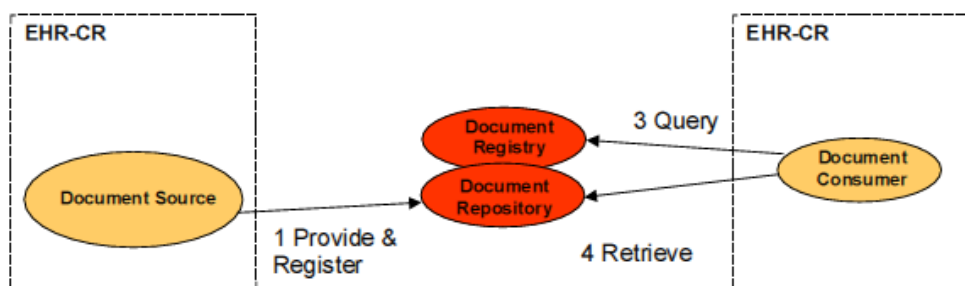 EHR-CR
EHR-CR
Document
Registry
3 Query
Document
Consumer
Document Source
Document
Repository
1 Provide &
Register
4 Retrieve